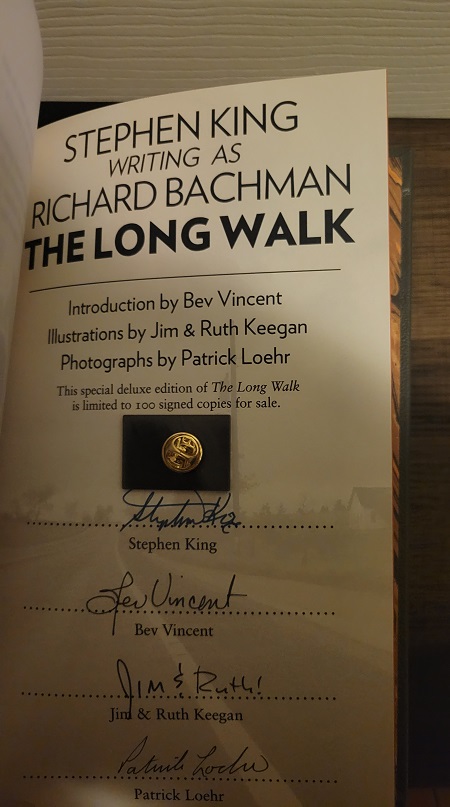 STEPHEN KING
WRITING AS
RICHARD BACHMAN
THE LONG WALK
Introduction by Bev Vincent
Illustrations by Jim & Ruth Keegan
Photographs by Patrick Loehr
This special deluxe edition of The Long Walk
is limited to 100 signed copies for sale.
Stephen King
Stephen King
Bev Vincent
Bev Vincent
Jim & Ruth!
Jim & Ruth Keegan
Patrick Loehr
Patrick Loehr